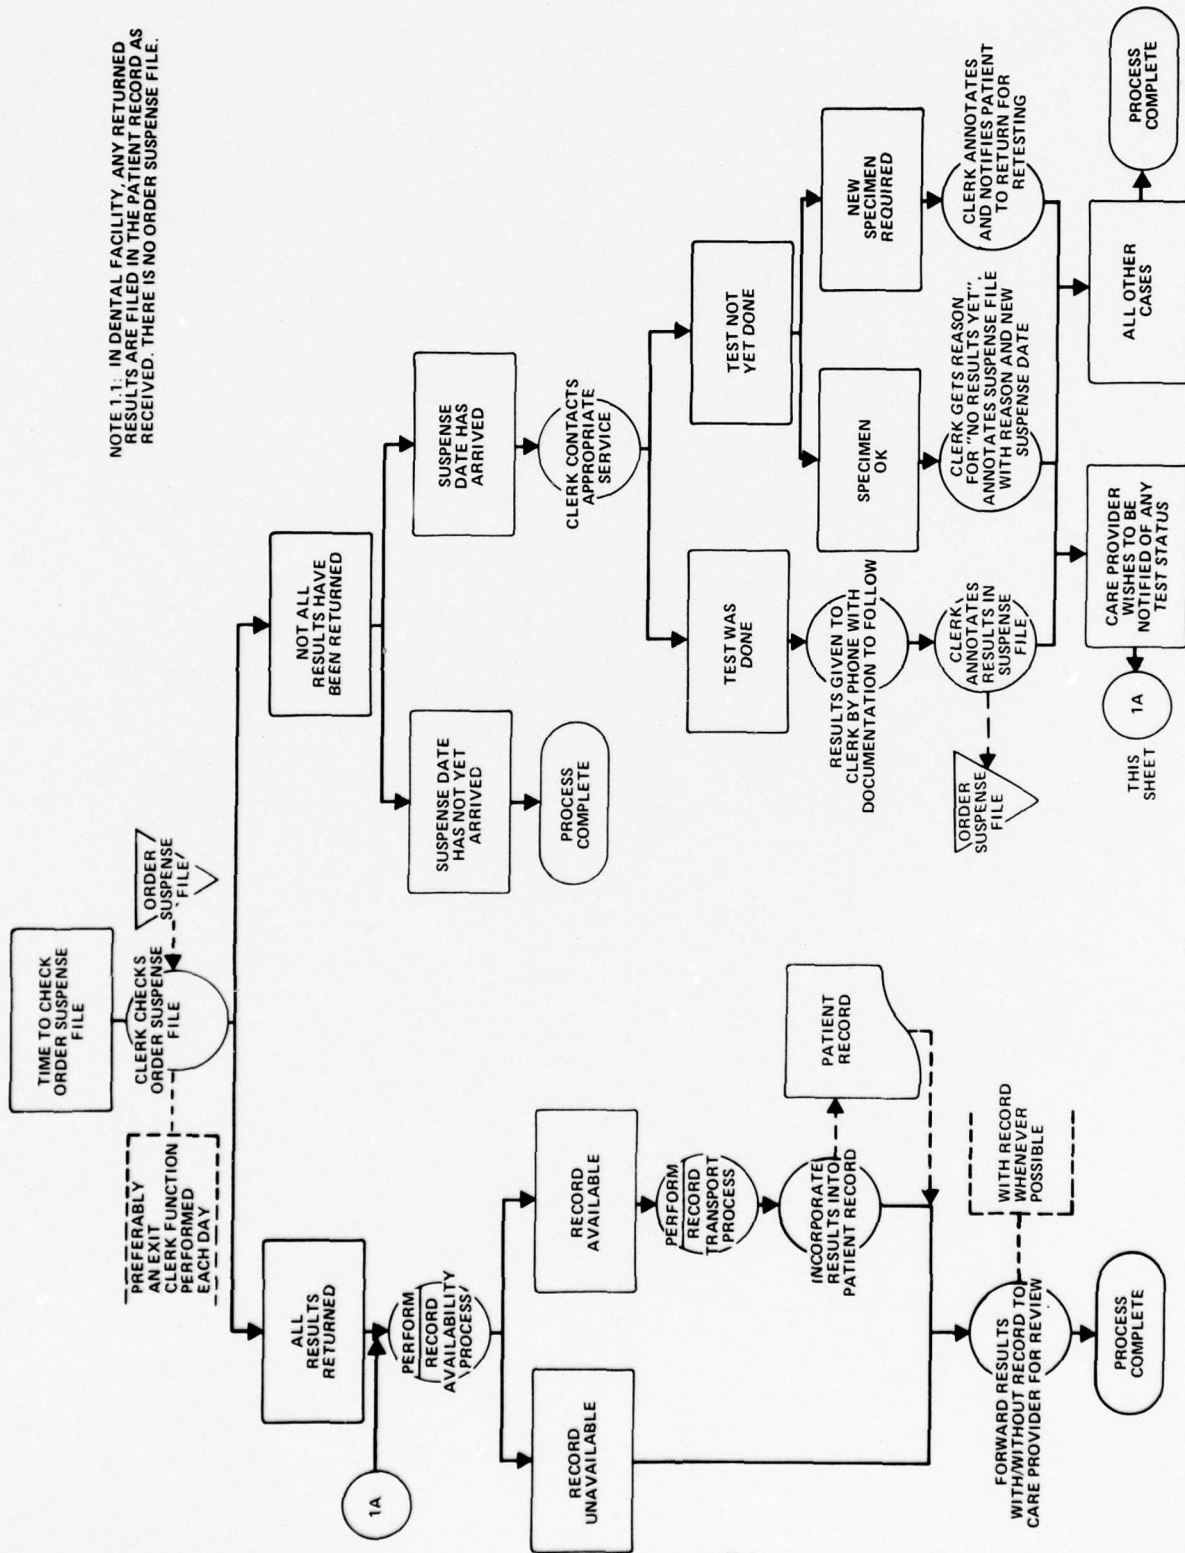 NOTE 1.1: IN DENTAL FACILITY, ANY RETURNED
RESULTS ARE FILED IN THE PATIENT RECORD AS
RECEIVED. THERE IS NO ORDER SUSPENSE FILE.
TIME TO CHECK
ORDER SUSPENSE
FILE
PREFERABLY
AN EXIT
CLERK FUNCTION
PERFORMED
EACH DAY
CLERK CHECKS
ORDER SUSPENSE
FILE
ORDER
SUSPENSE
FILE
ALL
RESULTS
RETURNED
NOT ALL
RESULTS HAVE
BEEN RETURNED
1A
PERFORM
RECORD
AVAILABILITY
PROCESS
SUSPENSE DATE
HAS NOT YET
ARRIVED
SUSPENSE
DATE HAS
ARRIVED
RECORD
UNAVAILABLE
RECORD
AVAILABLE
PROCESS
COMPLETE
CLERK CONTACTS
APPROPRIATE
SERVICE
PERFORM
RECORD
TRANSPORT
PROCESS
TEST WAS
DONE
TEST NOT
YET DONE
INCORPORATE
RESULTS INTO
PATIENT RECORD
PATIENT
RECORD
RESULTS GIVEN TO
CLERK BY PHONE WITH
DOCUMENTATION TO FOLLOW
SPECIMEN
OK
NEW
SPECIMEN
REQUIRED
FORWARD RESULTS
WITH/WITHOUT RECORD TO
CARE PROVIDER FOR REVIEW
WITH RECORD
WHENEVER
POSSIBLE
ORDER
SUSPENSE
FILE
CLERK
ANNOTATES
RESULTS IN
SUSPENSE
FILE
CLERK GETS REASON
FOR "NO RESULTS YET",
ANNOTATES SUSPENSE FILE
WITH REASON AND NEW
SUSPENSE DATE
CLERK ANNOTATES
AND NOTIFIES PATIENT
TO RETURN FOR
RETESTING
PROCESS
COMPLETE
THIS
SHEET
1A
CARE PROVIDER
WISHES TO BE
NOTIFIED OF ANY
TEST STATUS
ALL OTHER
CASES
PROCESS
COMPLETE